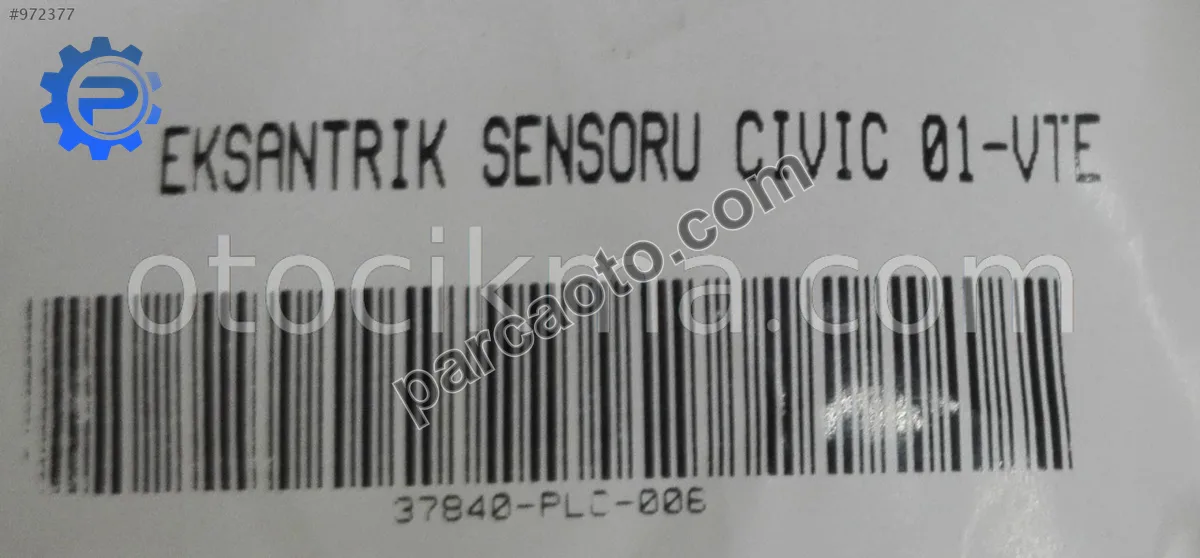 #972377
EKSANTRIK SENSORU CIVIC 01-VTE
otocikma.com
parcaoto.com
37840-PLC-006